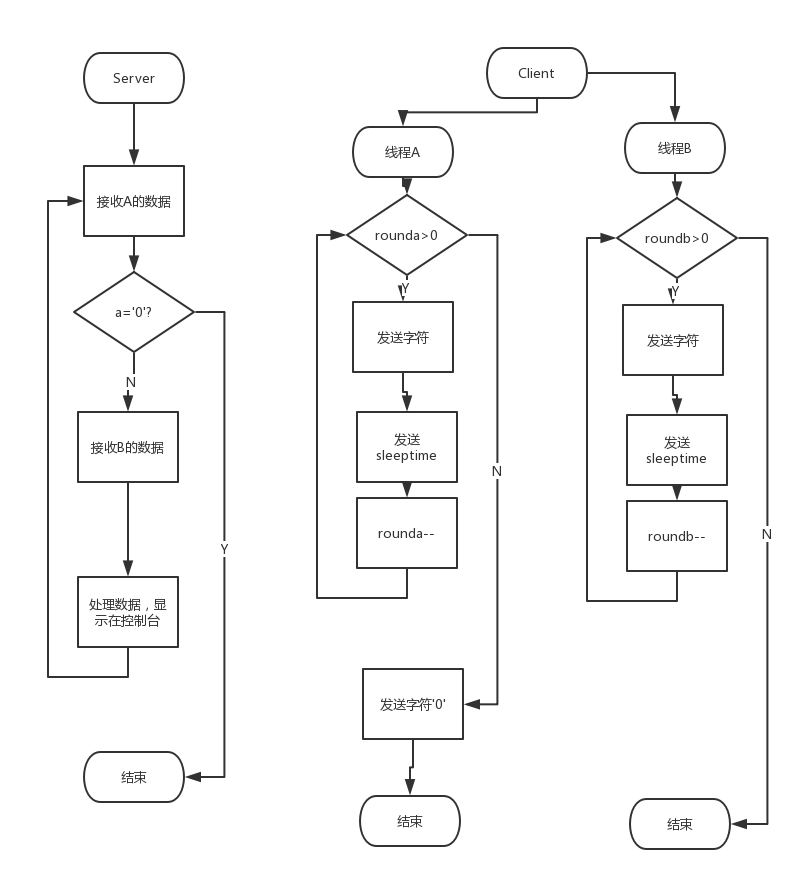 Server
接收A的数据
a='0'?
N
接收B的数据
Y
处理数据，显
示在控制台
结束
Client
线程A
rounda>0
Y
发送字符
发送
sleeptime
rounda--
N
发送字符'0'
结束
线程B
roundb>0
Y
发送字符
发送
sleeptime
roundb--
N
结束